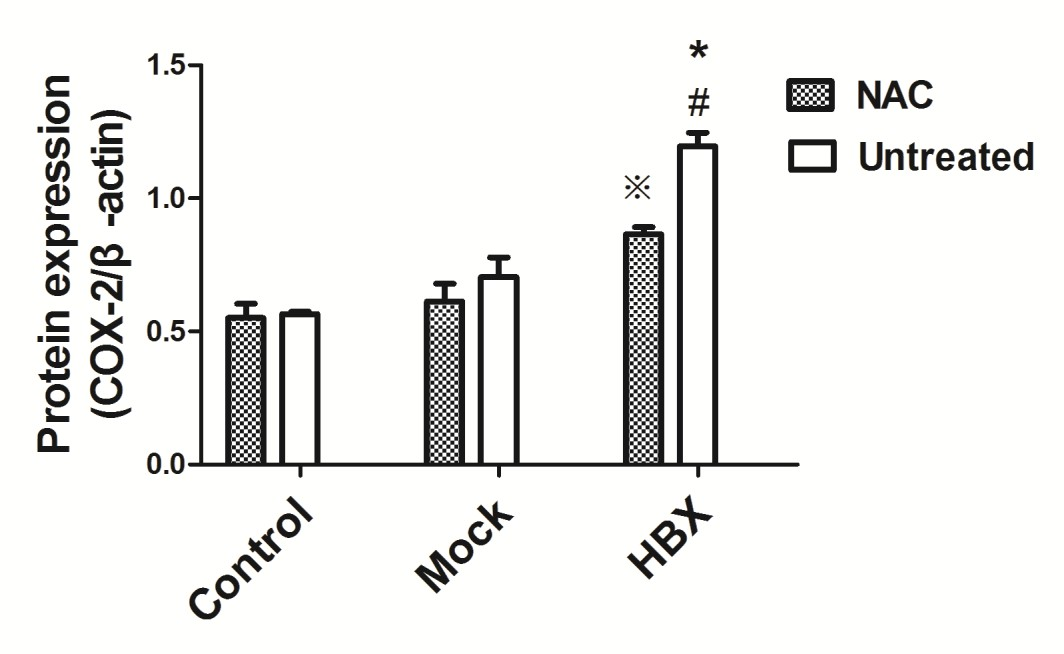 Protein expression
(COX-2/β -actin)
1.5
1.0
0.5
0.0
*
#
※
NAC
Untreated
Control
Mock
HBX